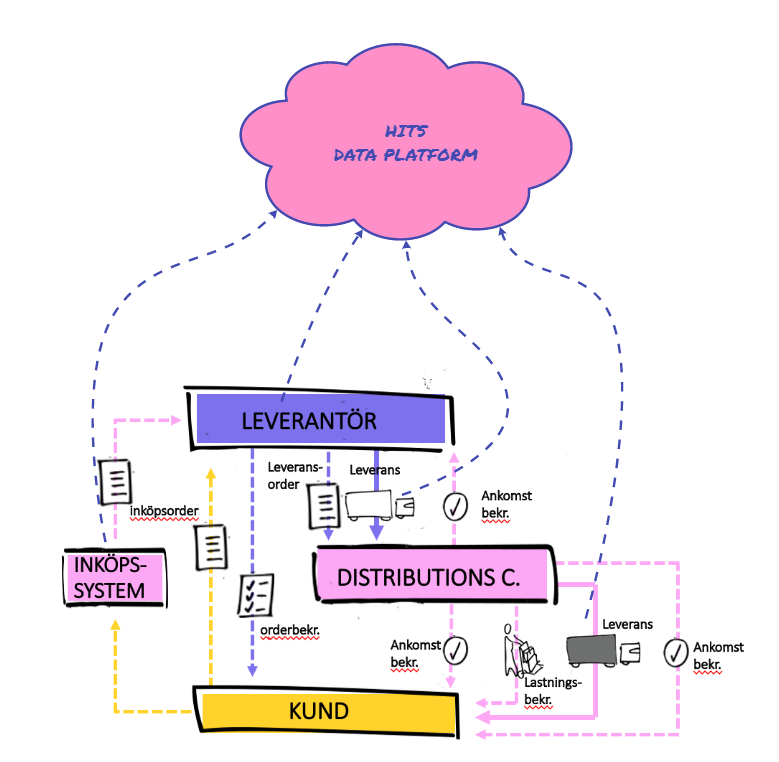 HITS
DATA PLATFORM
LEVERANTÖR
Leverans-
order
Leverans
Ankomst
bekr.
inköpsorder
INKÖPS-
SYSTEM
DISTRIBUTIONS C.
orderbekr.
Ankomst
bekr.
Lastnings-
bekr.
Leverans
Ankomst
bekr.
KUND